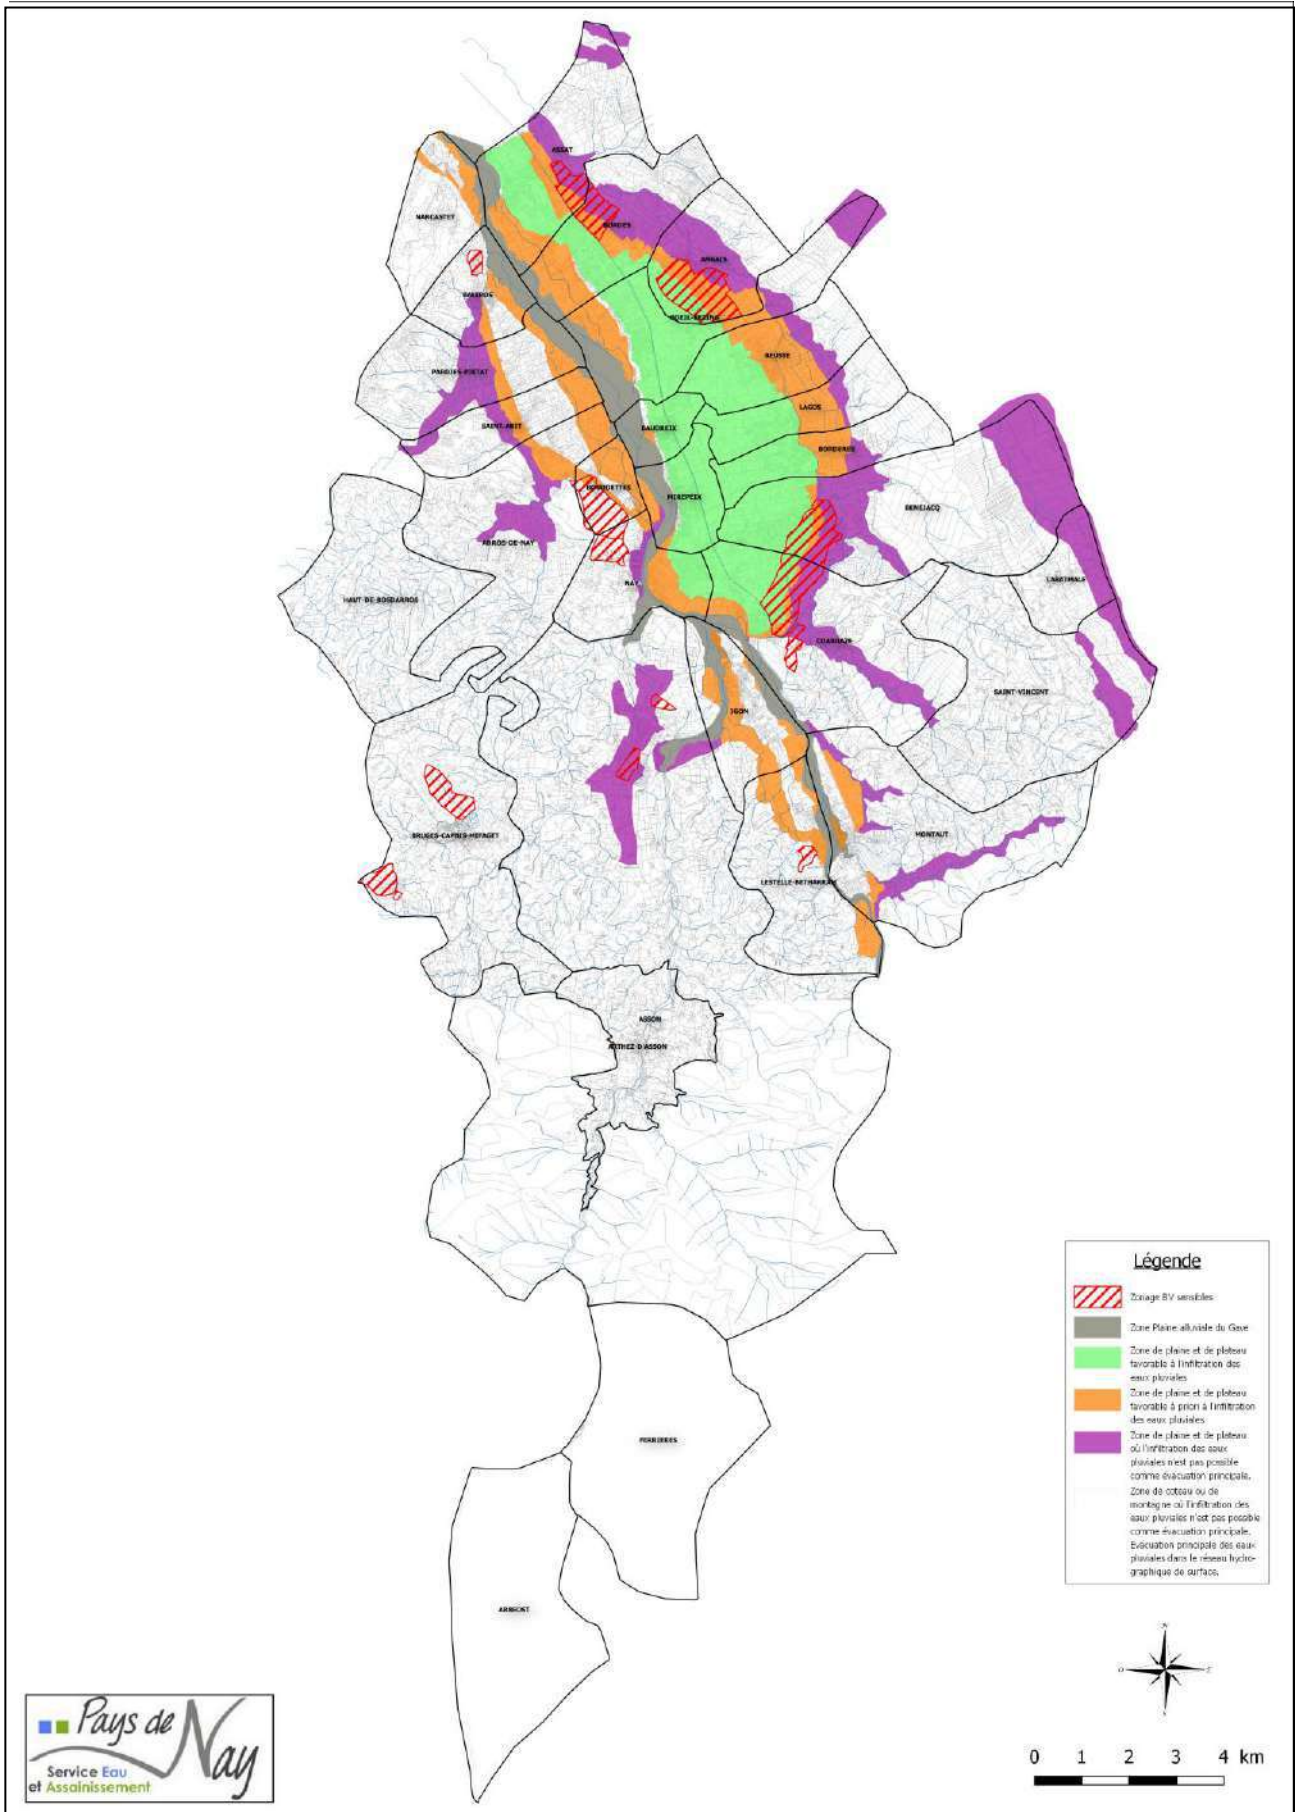 ASSAT
NARCASTET
BORDES
ANGAIS
BOEIL-BEZING
BALIROS
BEUSTE
PARDIES-PIETAT
LAGOS
SAINT-ABIT
BAUDREIX
BORDERES
BOURDETTES
MIREPEIX
BENEJACQ
ARROS-DE-NAY
NAY
LABATMALE
HAUT-DE-BOSDARROS
COARRAZE
SAINT-VINCENT
IGON
BRUGES-CAPBIS-MIFAGET
MONTAUT
LESTELLE-BETHARRAM
ASSON
ARTHEZ-D'ASSON
FERRIERES
ARBEOST
Légende
Zonage BV sensibles
Zone Plaine alluviale du Gave
Zone de plaine et de plateau
favorable à l'infiltration des
eaux pluviales
Zone de plaine et de plateau
favorable à priori à l'infiltration
des eaux pluviales
Zone de plaine et de plateau
où l'infiltration des eaux
pluviales n'est pas possible
comme évacuation principale.
Zone de coteau ou de
montagne où l'infiltration des
eaux pluviales n'est pas possible
comme évacuation principale.
Evacuation principale des eaux
pluviales dans le réseau hydro-
graphique de surface.
N
O E
S
0 1 2 3 4 km
Pays de Nay
Service Eau
et Assainissement